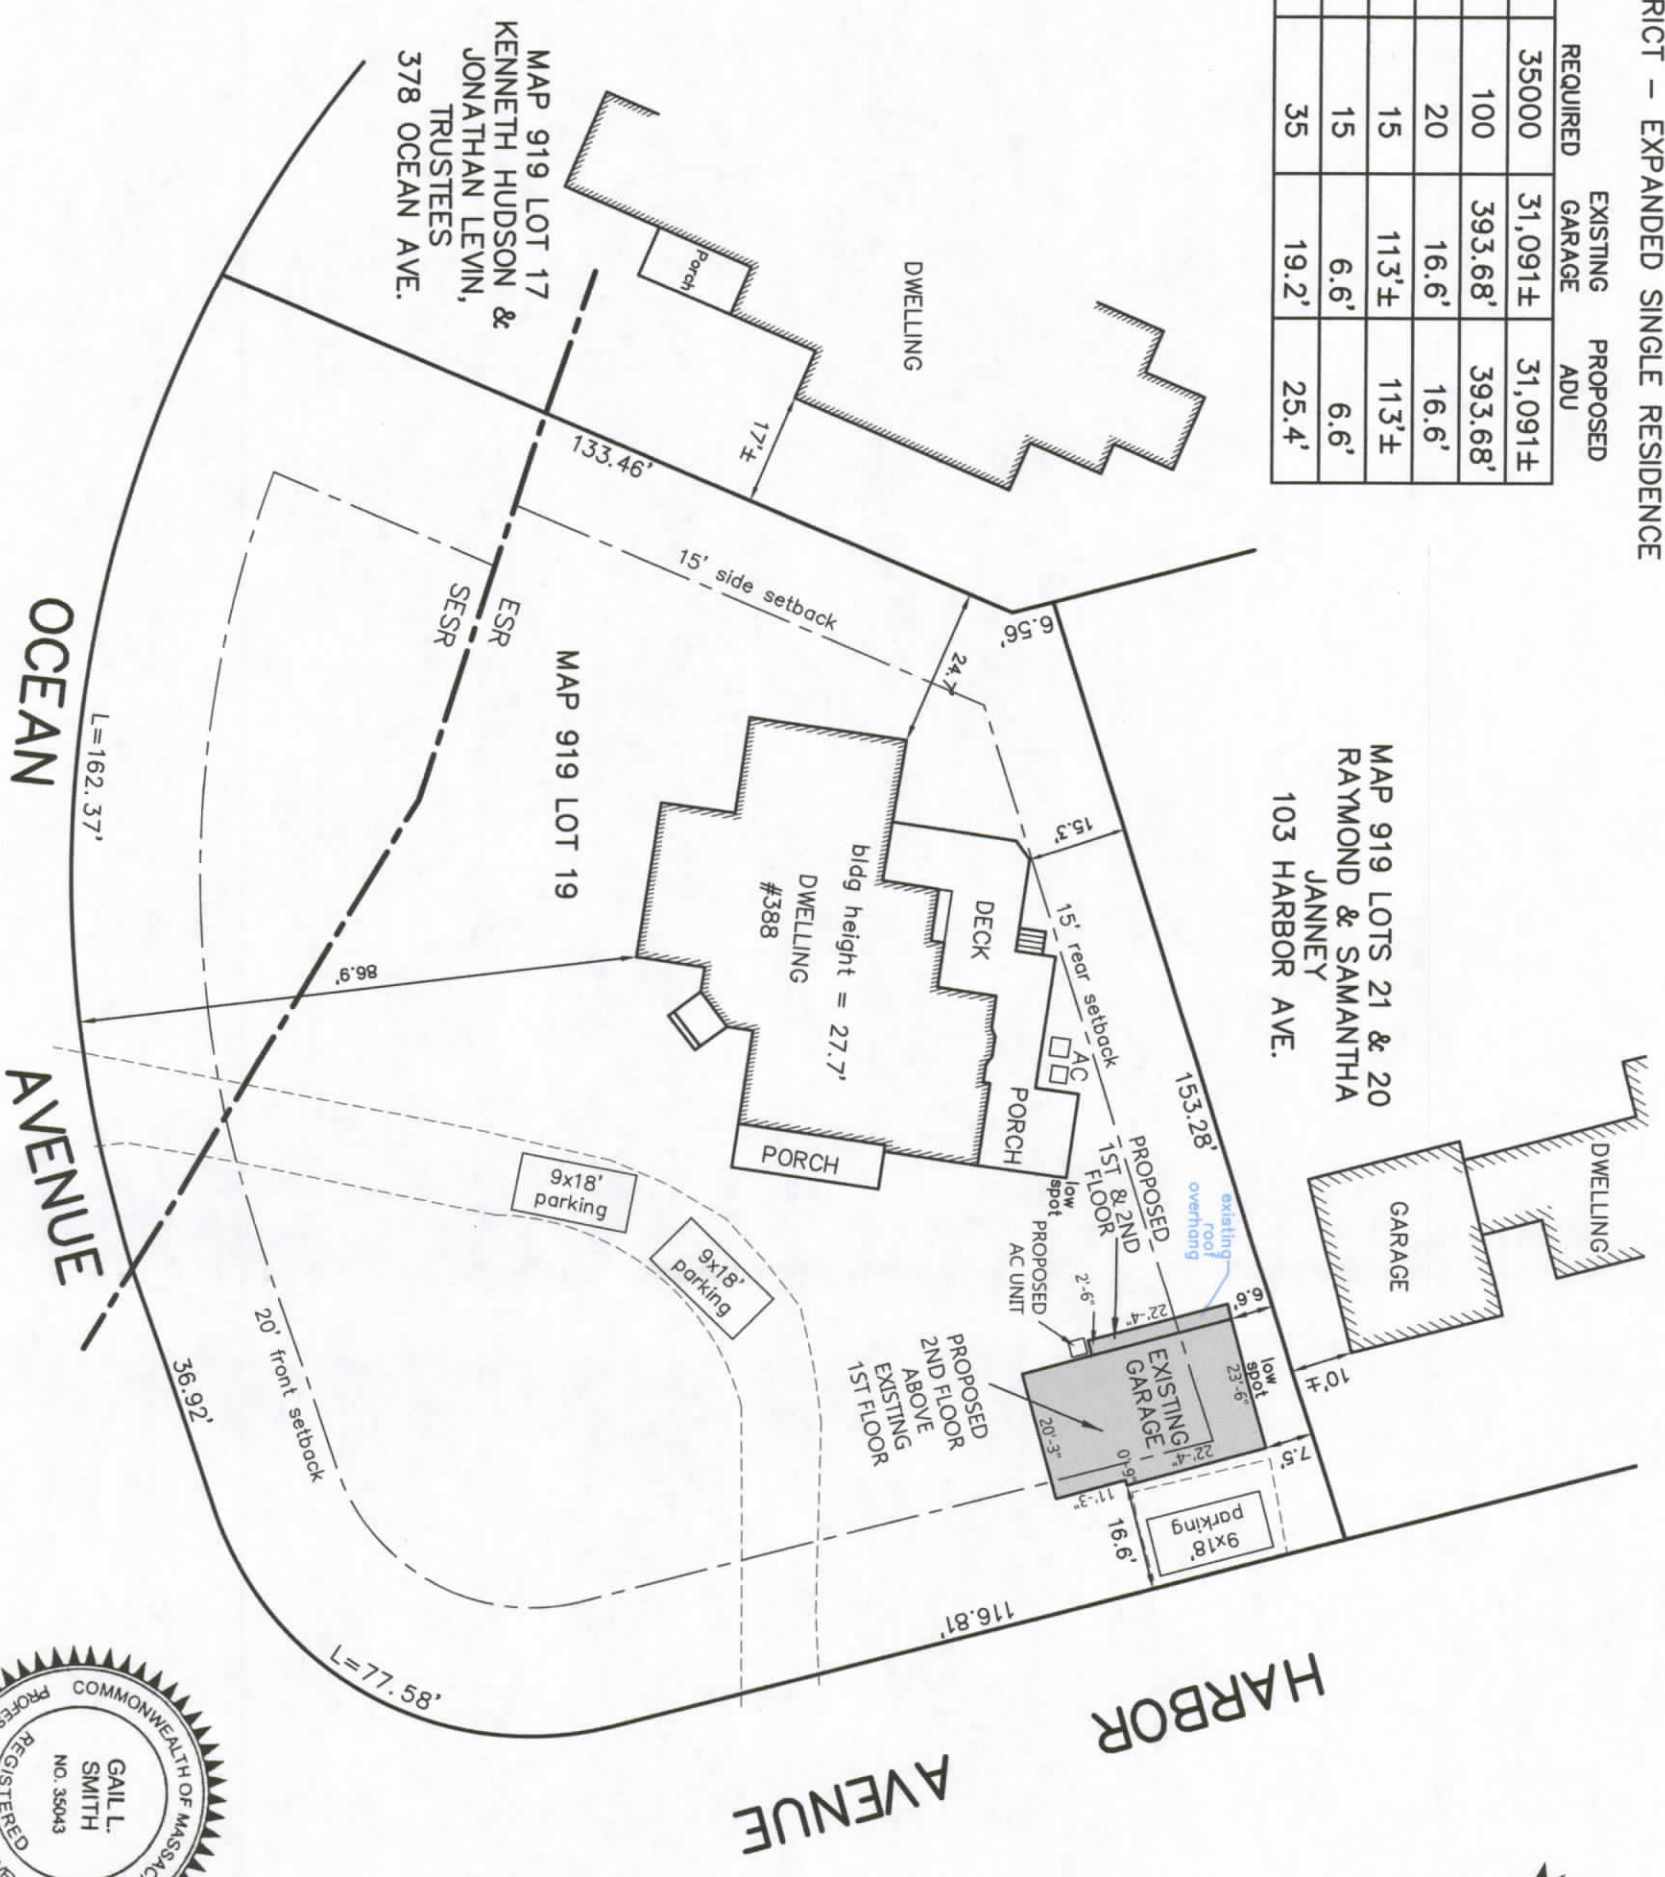 RICT – EXPANDED SINGLE RESIDENCE
REQUIRED EXISTING GARAGE PROPOSED ADU
35000 31,091± 31,091±
100 393.68' 393.68'
20 16.6' 16.6'
15 113'± 113'±
15 6.6' 6.6'
35 19.2' 25.4'
MAP 919 LOT 17
KENNETH HUDSON &
JONATHAN LEVIN,
TRUSTEES
378 OCEAN AVE.
DWELLING
Porch
17'±
133.46'
15' side setback
ESR
SESR
MAP 919 LOT 19
6.56'
24.7'
MAP 919 LOTS 21 & 20
RAYMOND & SAMANTHA
JANNEY
103 HARBOR AVE.
15.3'
15' rear setback
153.28'
DECK
bldg height = 27.7'
DWELLING
#388
AC
PORCH
PORCH
low
spot
86.9'
L=162.37'
OCEAN
AVENUE
9x18'
parking
9x18'
parking
PROPOSED
1ST & 2ND
FLOOR
PROPOSED
AC UNIT
existing
roof
overhang
2'-6"
22'-4"
6.6'
DWELLING
GARAGE
10'±
low
spot
23'-6"
EXISTING
GARAGE
22'-4"
0'-9"
20'-3"
11'-3"
7.5'
16.6'
9x18'
parking
PROPOSED
2ND FLOOR
ABOVE
EXISTING
1ST FLOOR
20' front setback
36.92'
L=77.58'
116.81'
HARBOR
AVENUE
COMMONWEALTH OF MASSAC
GAIL L.
SMITH
NO. 35043
REGISTERED
PROFES